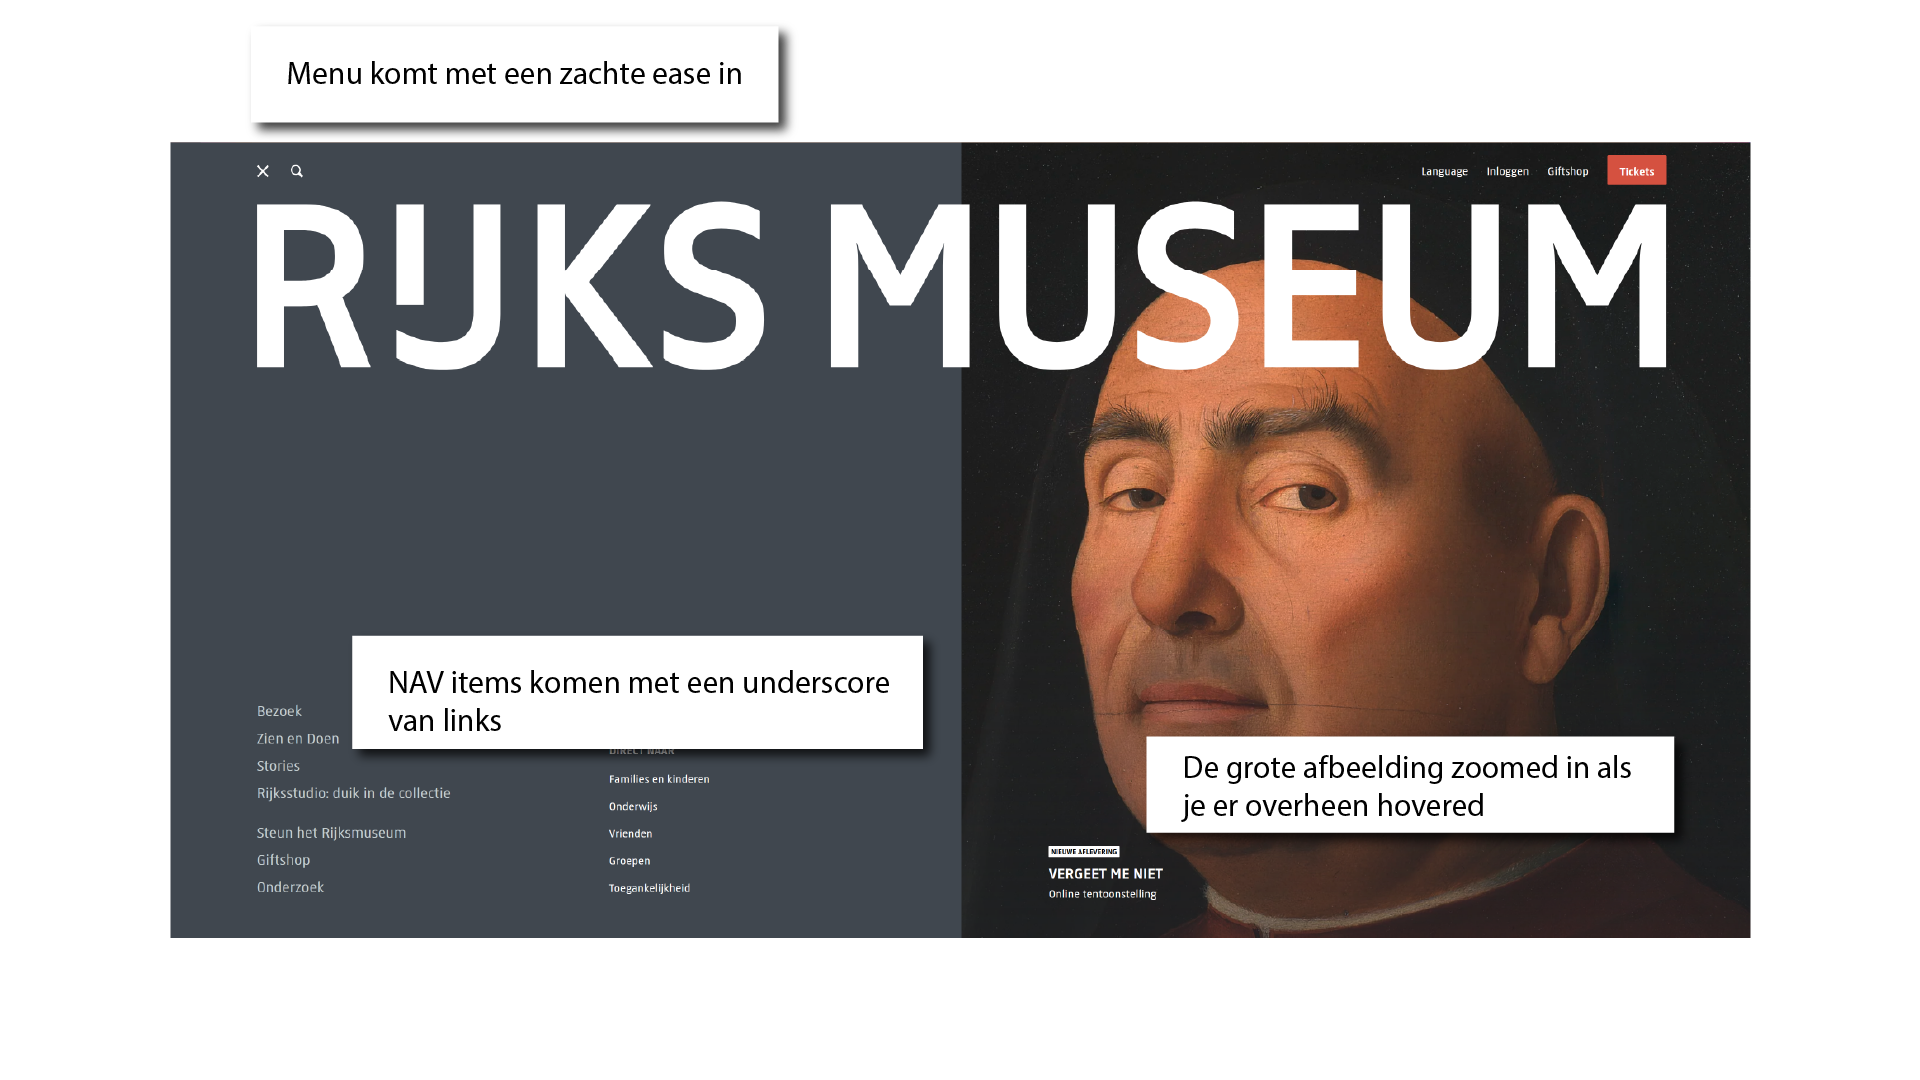 Menu komt met een zachte ease in
Language Inloggen Giftshop Tickets
RIJKS MUSEUM
NAV items komen met een underscore
van links
Bezoek
Zien en Doen
Stories
Rijksstudio: duik in de collectie
Steun het Rijksmuseum
Giftshop
Onderzoek
DIRECT NAAR
Families en kinderen
Onderwijs
Vrienden
Groepen
Toegankelijkheid
De grote afbeelding zoomed in als
je er overheen hovered
NIEUWE AFLEVERING
VERGEET ME NIET
Online tentoonstelling